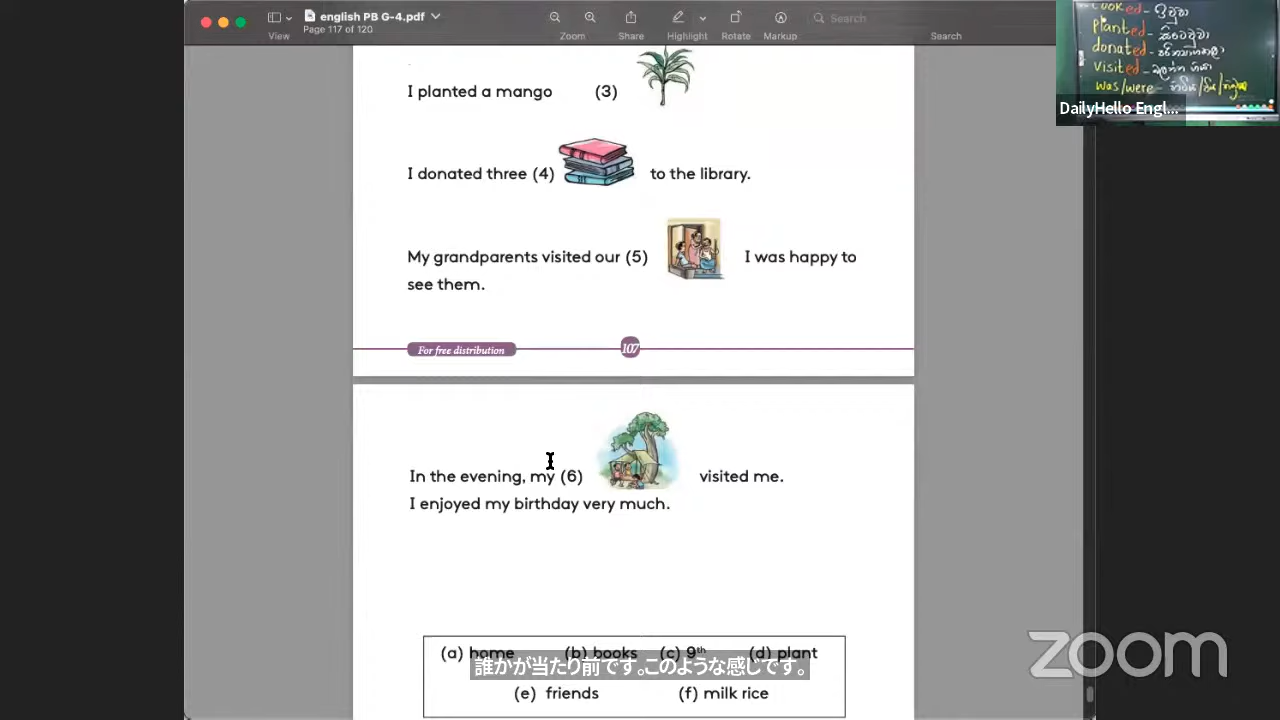 english PB G-4.pdf
Page 117 of 120
View
Zoom
Share
Highlight
Rotate
Markup
Search
Search
I planted a mango (3)
I donated three (4) to the library.
My grandparents visited our (5) I was happy to
see them.
For free distribution
107
In the evening, my (6) visited me.
I enjoyed my birthday very much.
(a) home (b) books (c) 9th (d) plant
(e) friends (f) milk rice
誰かが当たり前です。このような感じです。
planted - සිටෙව්වා
donated -
visited - බලන්න ගියා
was/were -
DailyHello Engl...
zoom